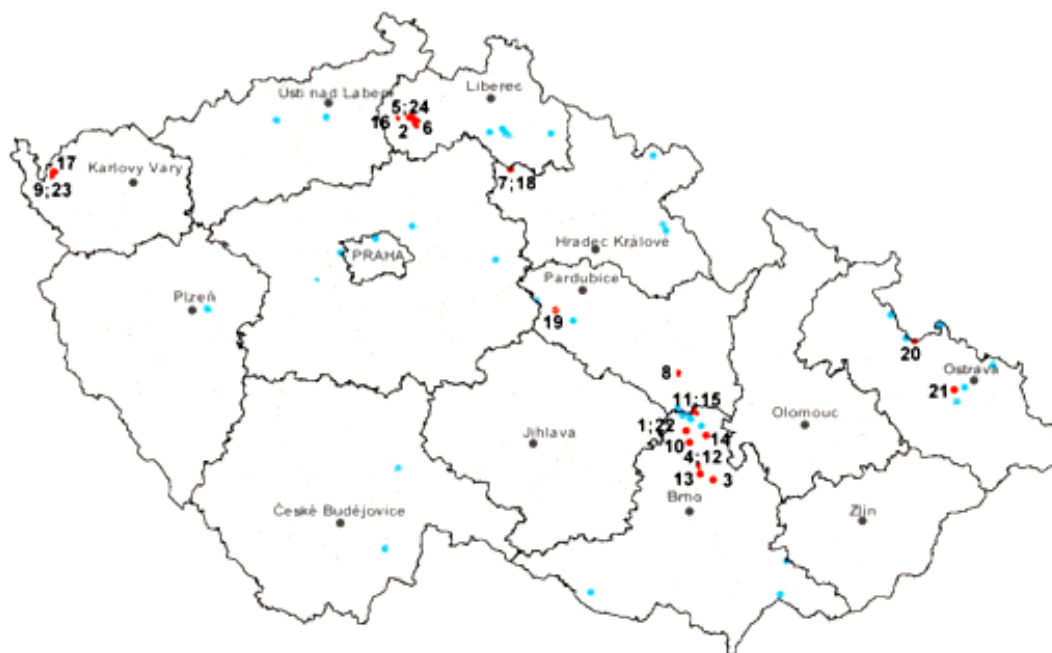 Liberec
Ústi nad Labem
5;24
16
2
6
17
Karlovy Vary
9;23
7;18
Hradec Králové
PRAHA
Pardubice
Plzeň
19
20
Ostrava
8
21
11;15
Olomouc
1;22
14
Jihlava
10
4;12
13
3
Brno
České Budějovice
Zlín